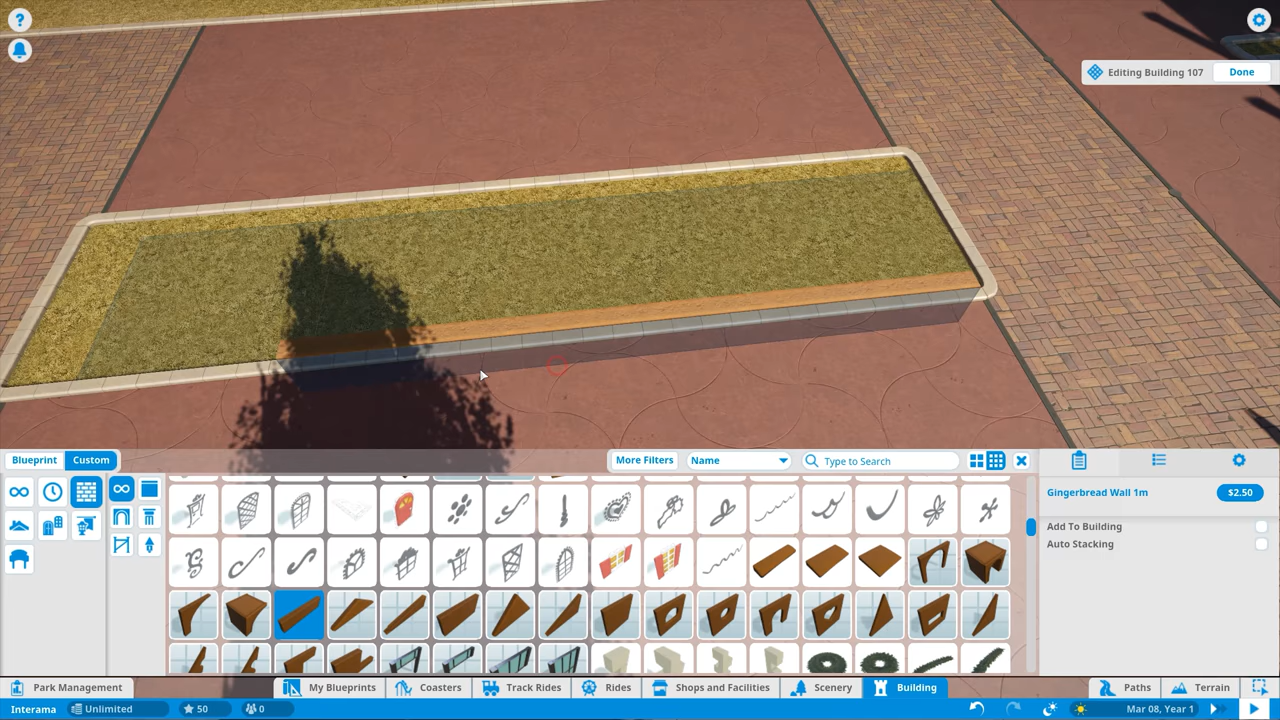 ?
Editing Building 107
Done
Blueprint
Custom
More Filters
Name
Type to Search
Gingerbread Wall 1m
$2.50
Add To Building
Auto Stacking
Park Management
My Blueprints
Coasters
Track Rides
Rides
Shops and Facilities
Scenery
Building
Paths
Terrain
Interama
Unlimited
50
0
Mar 08, Year 1